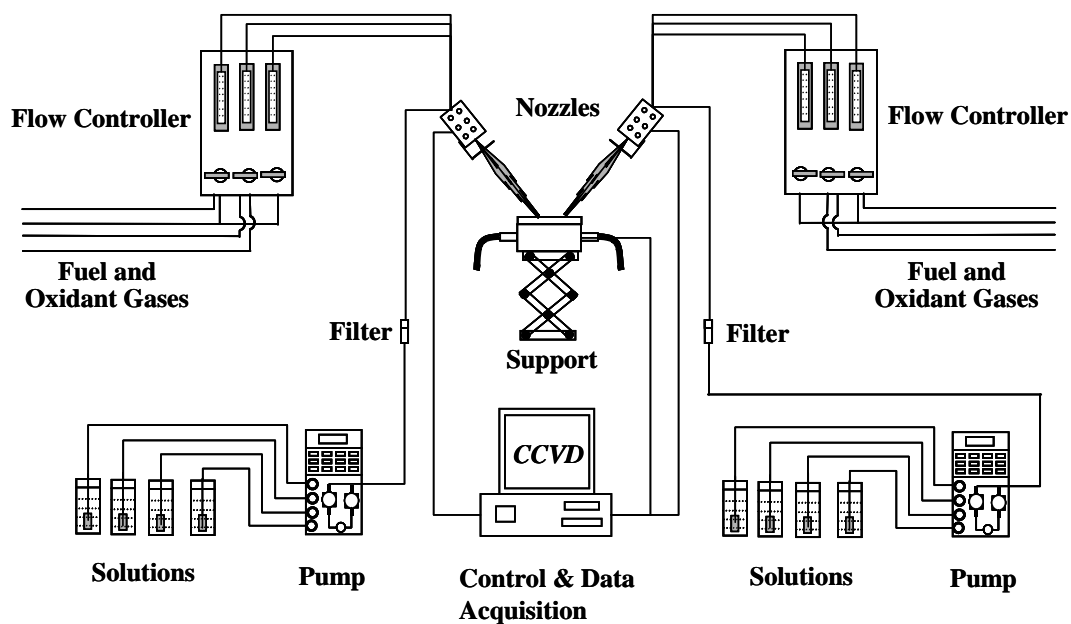 Nozzles
Flow Controller
Flow Controller
Fuel and
Oxidant Gases
Fuel and
Oxidant Gases
Filter
Filter
Support
CCVD
Solutions
Pump
Control & Data
Acquisition
Solutions
Pump